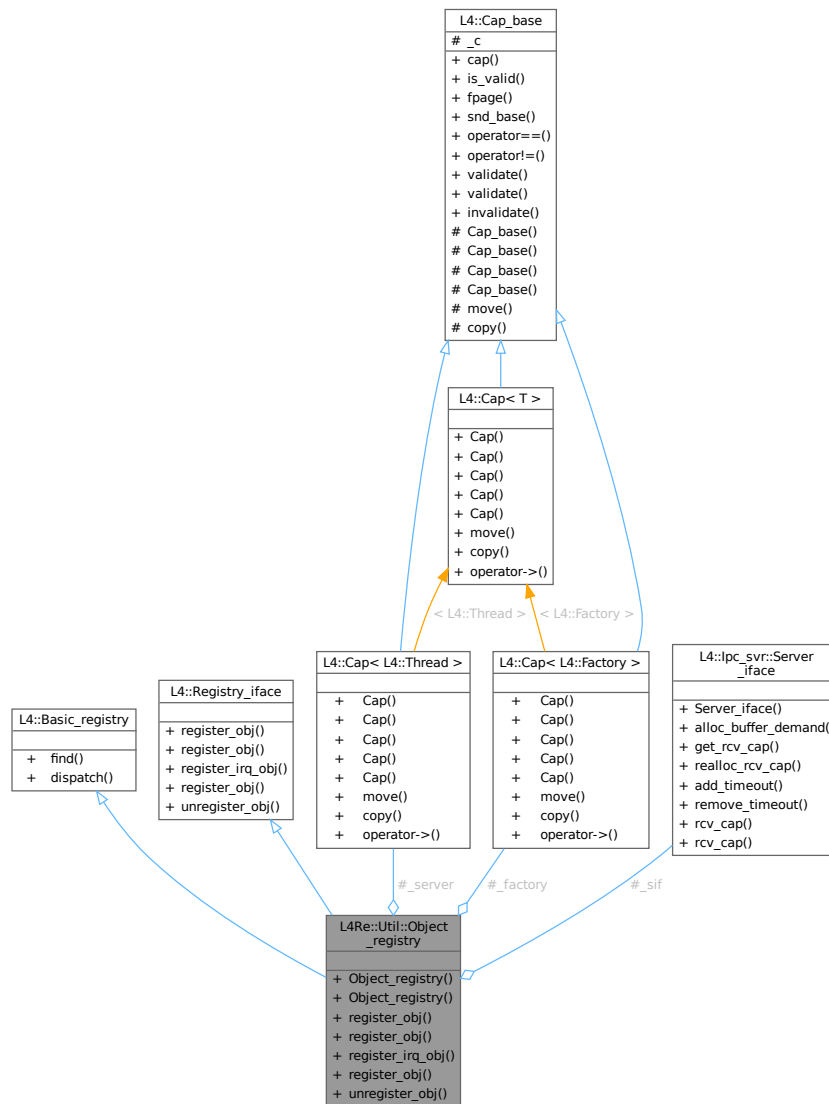 L4::Cap_base
# _c
+ cap()
+ is_valid()
+ fpage()
+ snd_base()
+ operator==()
+ operator!=()
+ validate()
+ validate()
+ invalidate()
# Cap_base()
# Cap_base()
# Cap_base()
# Cap_base()
# move()
# copy()
L4::Cap< T >
+ Cap()
+ Cap()
+ Cap()
+ Cap()
+ Cap()
+ move()
+ copy()
+ operator->()
< L4::Thread >
< L4::Factory >
L4::Basic_registry
+ find()
+ dispatch()
L4::Registry_iface
+ register_obj()
+ register_obj()
+ register_irq_obj()
+ register_obj()
+ unregister_obj()
L4::Cap< L4::Thread >
+ Cap()
+ Cap()
+ Cap()
+ Cap()
+ Cap()
+ move()
+ copy()
+ operator->()
L4::Cap< L4::Factory >
+ Cap()
+ Cap()
+ Cap()
+ Cap()
+ Cap()
+ move()
+ copy()
+ operator->()
L4::Ipc_svr::Server
_iface
+ Server_iface()
+ alloc_buffer_demand()
+ get_rcv_cap()
+ realloc_rcv_cap()
+ add_timeout()
+ remove_timeout()
+ rcv_cap()
+ rcv_cap()
#_server
#_factory
#_sif
L4Re::Util::Object
_registry
+ Object_registry()
+ Object_registry()
+ register_obj()
+ register_obj()
+ register_irq_obj()
+ register_obj()
+ unregister_obj()